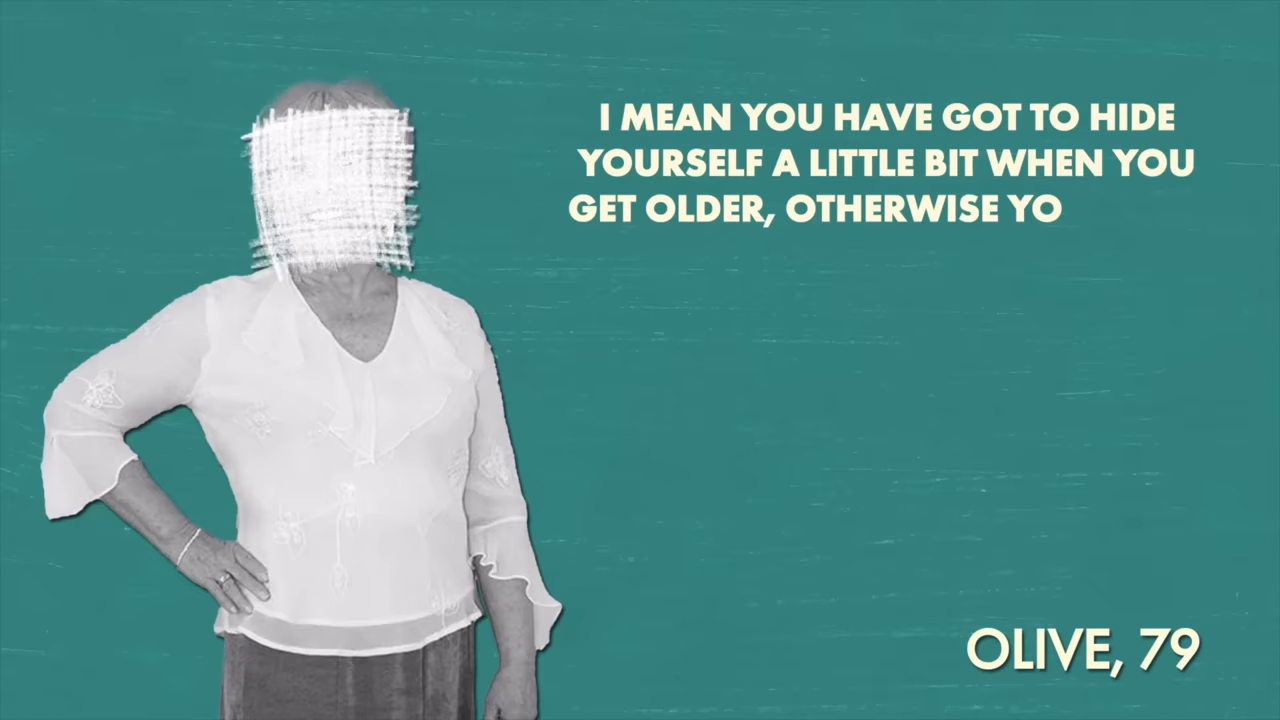 I MEAN YOU HAVE GOT TO HIDE
YOURSELF A LITTLE BIT WHEN YOU
GET OLDER, OTHERWISE YO
OLIVE, 79